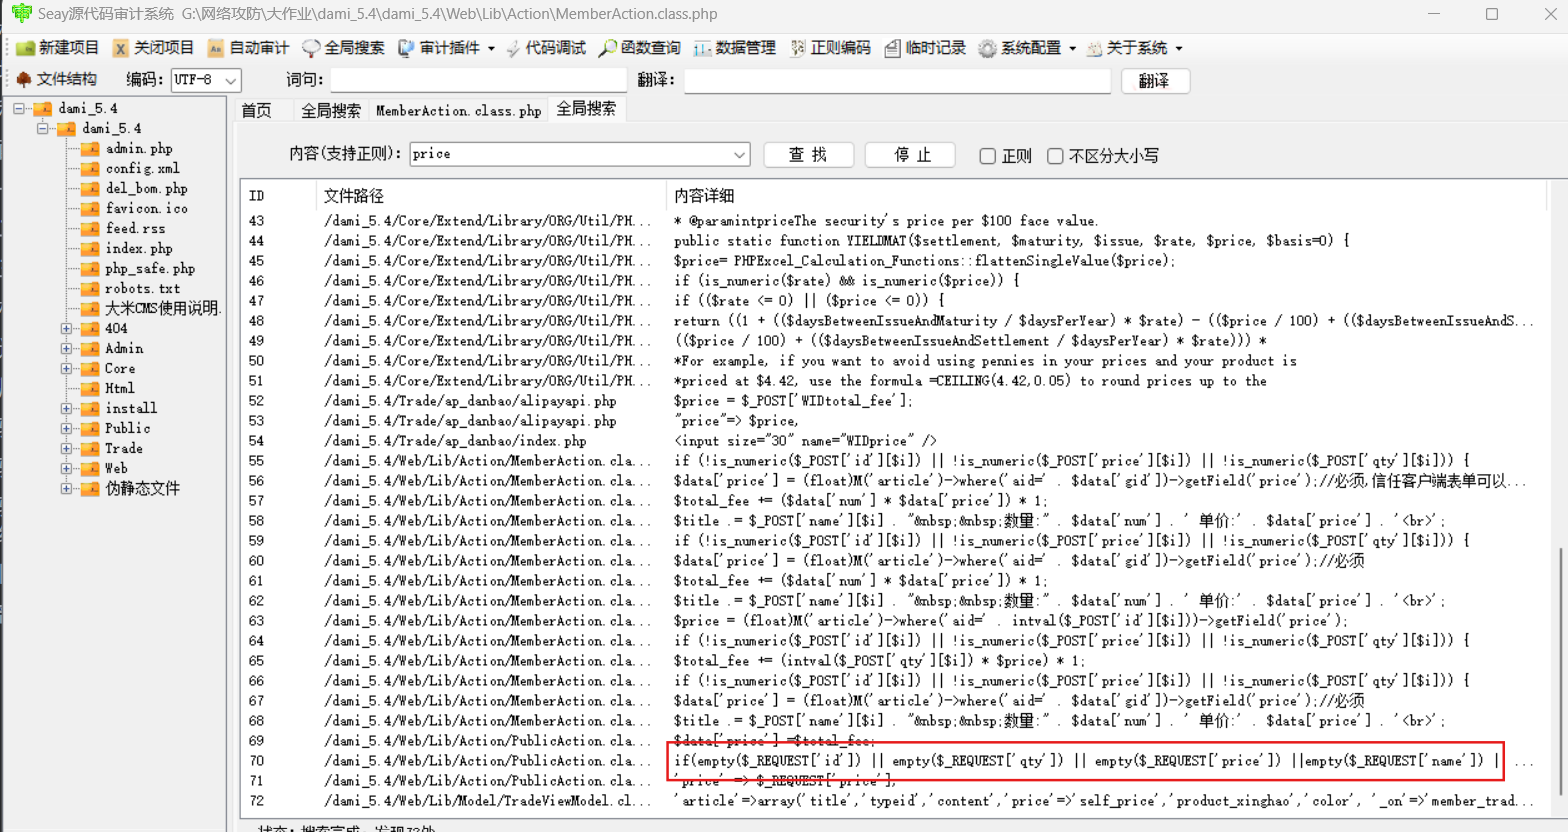 Seay源代码审计系统 G:\网络攻防\大作业\dami_5.4\dami_5.4\Web\Lib\Action\MemberAction.class.php
新建项目 关闭项目 自动审计 全局搜索 审计插件 代码调试 函数查询 数据管理 正则编码 临时记录 系统配置 关于系统
文件结构 编码: UTF-8 词句: 翻译: 翻译
dami_5.4
dami_5.4
admin.php
config.xml
del_bom.php
favicon.ico
feed.rss
index.php
php_safe.php
robots.txt
大米CMS使用说明.
404
Admin
Core
Html
install
Public
Trade
Web
伪静态文件
首页 全局搜索 MemberAction.class.php 全局搜索
内容(支持正则): price 查 找 停 止 正则 不区分大小写
ID 文件路径 内容详细
43 /dami_5.4/Core/Extend/Library/ORG/Util/PH... * @paramintpriceThe security's price per $100 face value.
44 /dami_5.4/Core/Extend/Library/ORG/Util/PH... public static function YIELDMAT($settlement, $maturity, $issue, $rate, $price, $basis=0) {
45 /dami_5.4/Core/Extend/Library/ORG/Util/PH... $price= PHPExcel_Calculation_Functions::flattenSingleValue($price);
46 /dami_5.4/Core/Extend/Library/ORG/Util/PH... if (is_numeric($rate) && is_numeric($price)) {
47 /dami_5.4/Core/Extend/Library/ORG/Util/PH... if (($rate <= 0) || ($price <= 0)) {
48 /dami_5.4/Core/Extend/Library/ORG/Util/PH... return ((1 + (($daysBetweenIssueAndMaturity / $daysPerYear) * $rate) - (($price / 100) + (($daysBetweenIssueAndS...
49 /dami_5.4/Core/Extend/Library/ORG/Util/PH... (($price / 100) + (($daysBetweenIssueAndSettlement / $daysPerYear) * $rate))) *
50 /dami_5.4/Core/Extend/Library/ORG/Util/PH... *For example, if you want to avoid using pennies in your prices and your product is
51 /dami_5.4/Core/Extend/Library/ORG/Util/PH... *priced at $4.42, use the formula =CEILING(4.42,0.05) to round prices up to the
52 /dami_5.4/Trade/ap_danbao/alipayapi.php $price = $_POST['WIDtotal_fee'];
53 /dami_5.4/Trade/ap_danbao/alipayapi.php "price"=> $price,
54 /dami_5.4/Trade/ap_danbao/index.php <input size="30" name="WIDprice" />
55 /dami_5.4/Web/Lib/Action/MemberAction.cla... if (!is_numeric($_POST['id'][$i]) || !is_numeric($_POST['price'][$i]) || !is_numeric($_POST['qty'][$i])) {
56 /dami_5.4/Web/Lib/Action/MemberAction.cla... $data['price'] = (float)M('article')->where('aid=' . $data['gid'])->getField('price');//必须,信任客户端表单可以...
57 /dami_5.4/Web/Lib/Action/MemberAction.cla... $total_fee += ($data['num'] * $data['price']) * 1;
58 /dami_5.4/Web/Lib/Action/MemberAction.cla... $title .= $_POST['name'][$i] . "&nbsp;&nbsp;数量:" . $data['num'] . ' 单价:' . $data['price'] . '<br>';
59 /dami_5.4/Web/Lib/Action/MemberAction.cla... if (!is_numeric($_POST['id'][$i]) || !is_numeric($_POST['price'][$i]) || !is_numeric($_POST['qty'][$i])) {
60 /dami_5.4/Web/Lib/Action/MemberAction.cla... $data['price'] = (float)M('article')->where('aid=' . $data['gid'])->getField('price');//必须
61 /dami_5.4/Web/Lib/Action/MemberAction.cla... $total_fee += ($data['num'] * $data['price']) * 1;
62 /dami_5.4/Web/Lib/Action/MemberAction.cla... $title .= $_POST['name'][$i] . "&nbsp;&nbsp;数量:" . $data['num'] . ' 单价:' . $data['price'] . '<br>';
63 /dami_5.4/Web/Lib/Action/MemberAction.cla... $price = (float)M('article')->where('aid=' . intval($_POST['id'][$i]))->getField('price');
64 /dami_5.4/Web/Lib/Action/MemberAction.cla... if (!is_numeric($_POST['id'][$i]) || !is_numeric($_POST['price'][$i]) || !is_numeric($_POST['qty'][$i])) {
65 /dami_5.4/Web/Lib/Action/MemberAction.cla... $total_fee += (intval($_POST['qty'][$i]) * $price) * 1;
66 /dami_5.4/Web/Lib/Action/MemberAction.cla... if (!is_numeric($_POST['id'][$i]) || !is_numeric($_POST['price'][$i]) || !is_numeric($_POST['qty'][$i])) {
67 /dami_5.4/Web/Lib/Action/MemberAction.cla... $data['price'] = (float)M('article')->where('aid=' . $data['gid'])->getField('price');//必须
68 /dami_5.4/Web/Lib/Action/MemberAction.cla... $title .= $_POST['name'][$i] . "&nbsp;&nbsp;数量:" . $data['num'] . ' 单价:' . $data['price'] . '<br>';
69 /dami_5.4/Web/Lib/Action/PublicAction.cla... $data['price'] =$total_fee;
70 /dami_5.4/Web/Lib/Action/PublicAction.cla... if(empty($_REQUEST['id']) || empty($_REQUEST['qty']) || empty($_REQUEST['price']) ||empty($_REQUEST['name']) | ...
71 /dami_5.4/Web/Lib/Action/PublicAction.cla... 'price' => $_REQUEST['price'],
72 /dami_5.4/Web/Lib/Model/TradeViewModel.cl... 'article'=>array('title','typeid','content','price'=>'self_price','product_xinghao','color', '_on'=>'member_trad...
状态: 搜索完成, 发现72处